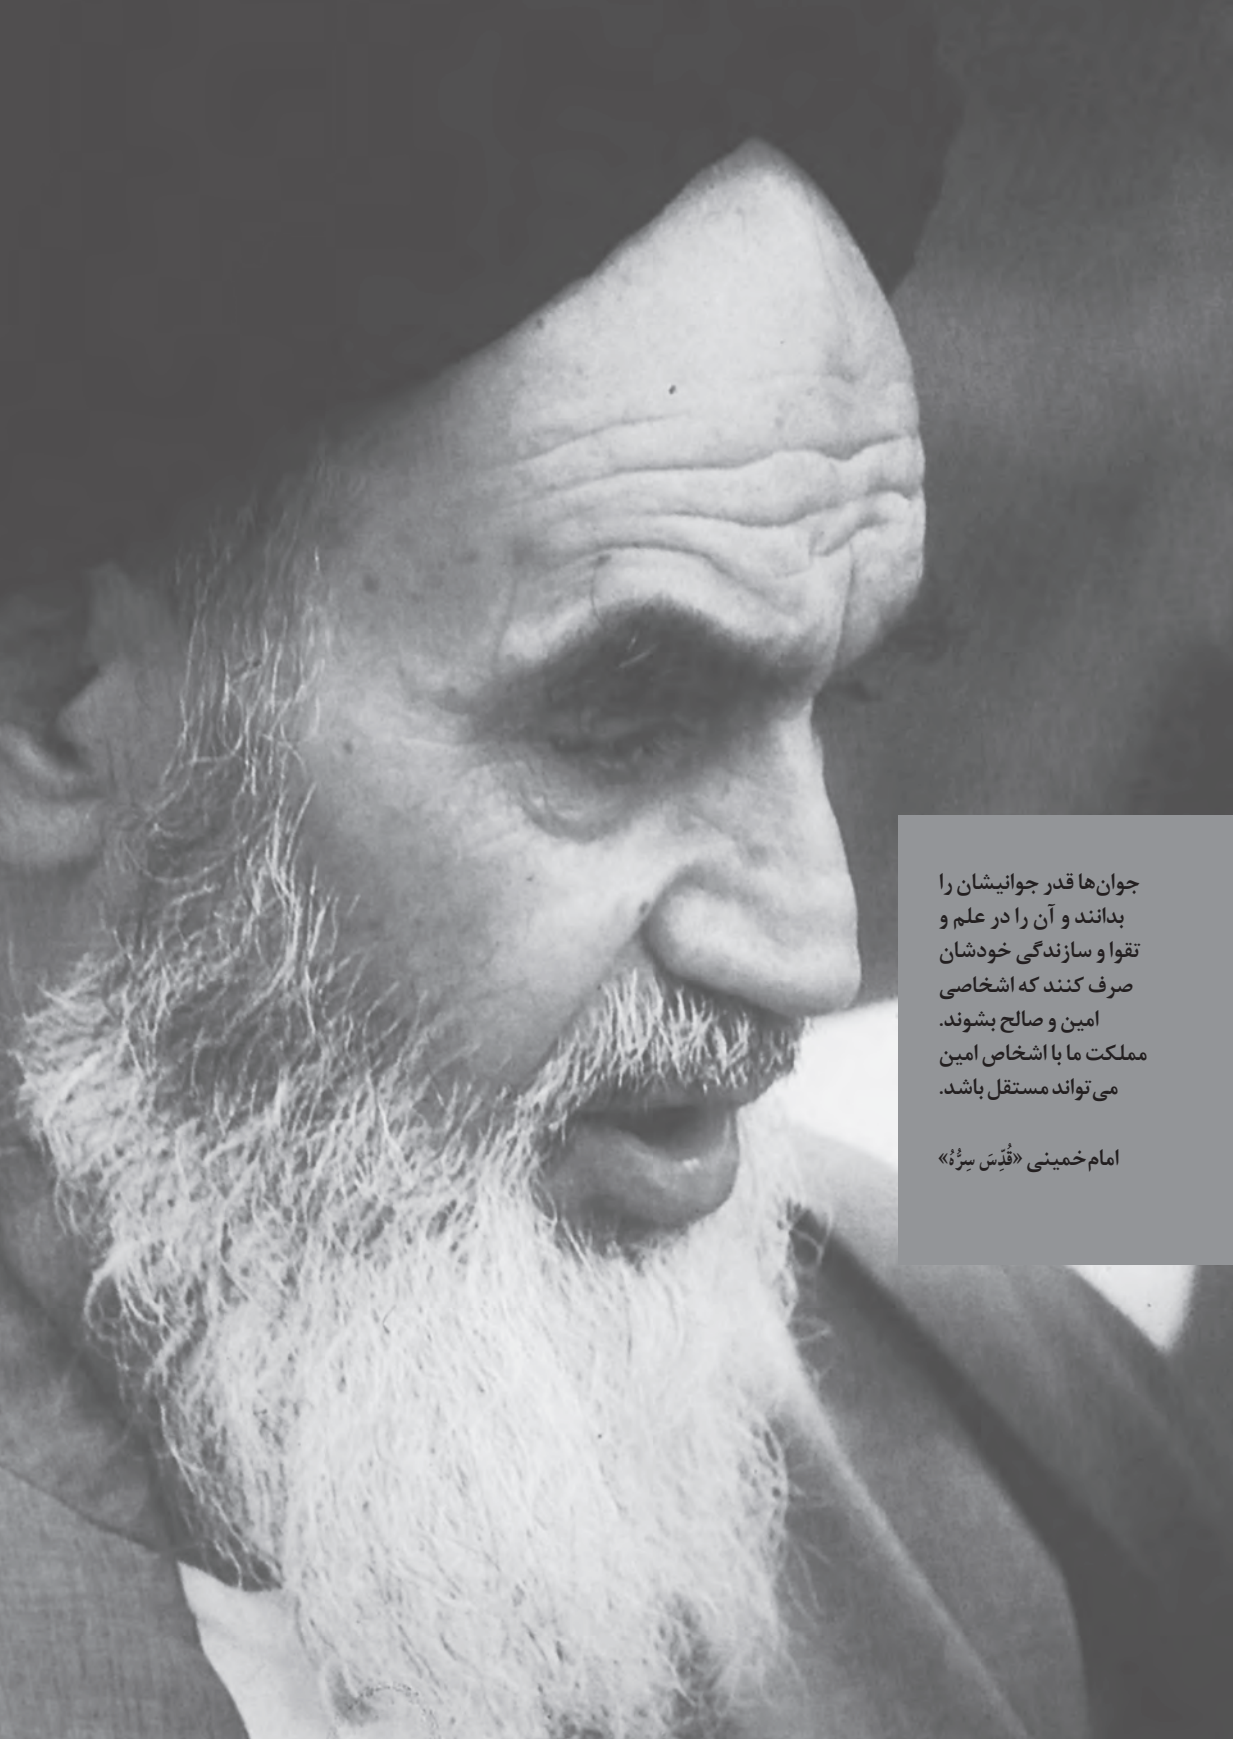 جوان‌ها قدر جوانیشان را
بدانند و آن را در علم و
تقوا و سازندگی خودشان
صرف کنند که اشخاصی
امین و صالح بشوند.
مملکت ما با اشخاص امین
می‌تواند مستقل باشد.
امام خمینی «قُدِّسَ سِرُّهُ»